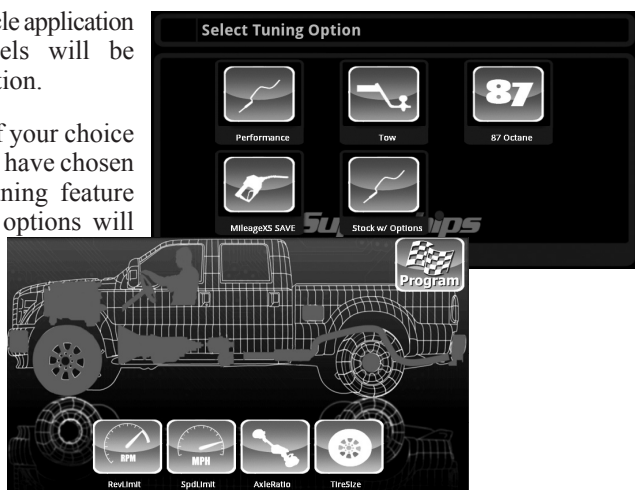 cle application
els will be
tion.
f your choice
have chosen
ning feature
options will
Select Tuning Option
Performance
Tow
87
87 Octane
MileageXS SAVE
Stock w/ Options
Program
RPM
MPH
RevLimit
SpdLimit
AxleRatio
TireSize